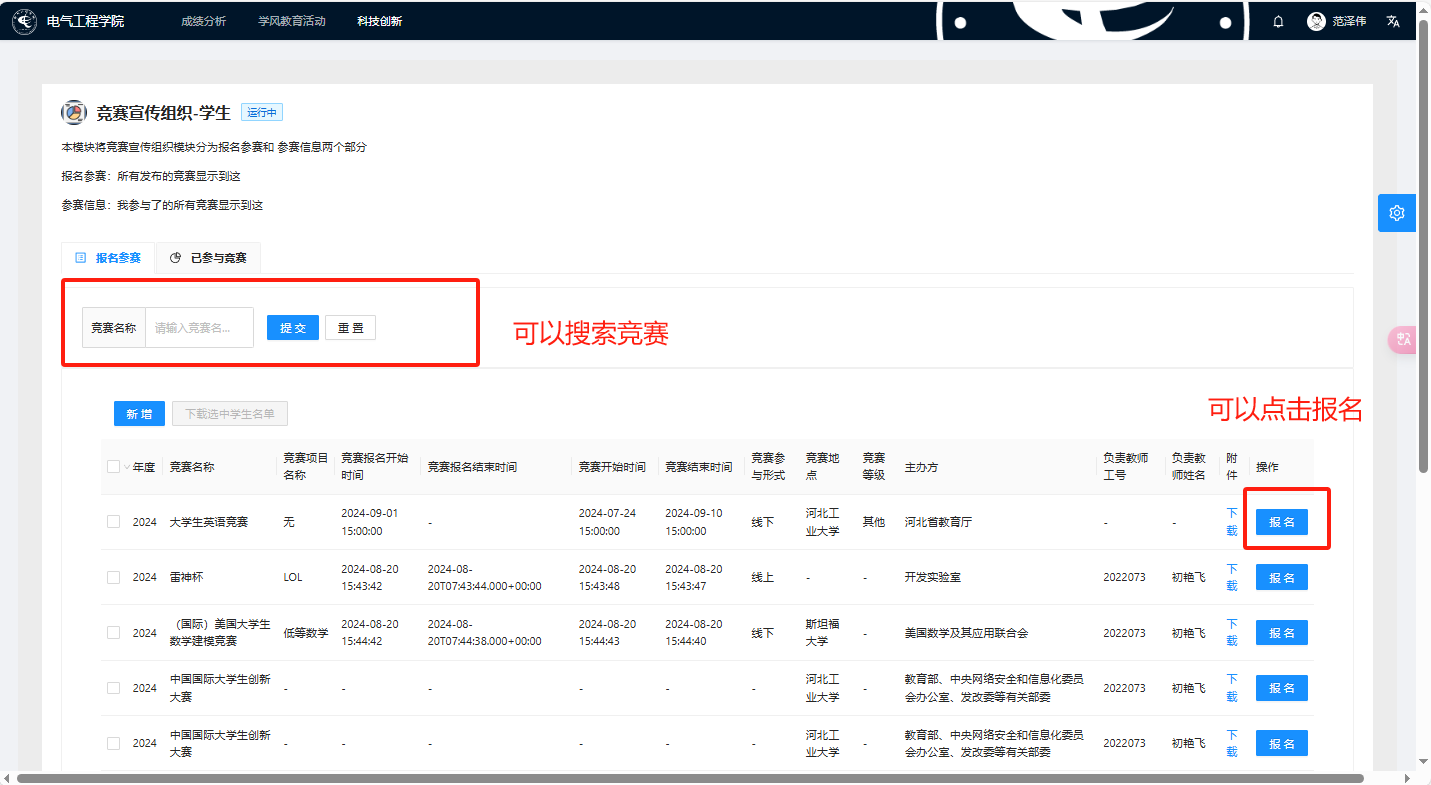 电气工程学院 成绩分析 学风教育活动 科技创新 范泽伟
竞赛宣传组织-学生 运行中
本模块将竞赛宣传组织模块分为报名参赛和 参赛信息两个部分
报名参赛：所有发布的竞赛显示到这
参赛信息：我参与了的所有竞赛显示到这
报名参赛 已参与竞赛
竞赛名称 请输入竞赛名... 提 交 重 置
可以搜索竞赛
可以点击报名
新 增 下载选中学生名单
年度 竞赛名称 竞赛项目名称 竞赛报名开始时间 竞赛报名结束时间 竞赛开始时间 竞赛结束时间 竞赛参与形式 竞赛地点 竞赛等级 主办方 负责教师工号 负责教师姓名 附件 操作
2024 大学生英语竞赛 无 2024-09-01 15:00:00 - 2024-07-24 15:00:00 2024-09-10 15:00:00 线下 河北工业大学 其他 河北省教育厅 - - 下载 报 名
2024 雷神杯 LOL 2024-08-20 15:43:42 2024-08-20T07:43:44.000+00:00 2024-08-20 15:43:48 2024-08-20 15:43:47 线上 - - 开发实验室 2022073 初艳飞 下载 报 名
2024 （国际）美国大学生数学建模竞赛 低等数学 2024-08-20 15:44:42 2024-08-20T07:44:38.000+00:00 2024-08-20 15:44:43 2024-08-20 15:44:40 线下 斯坦福大学 - 美国数学及其应用联合会 2022073 初艳飞 下载 报 名
2024 中国国际大学生创新大赛 - - - - - - 河北工业大学 - 教育部、中央网络安全和信息化委员会办公室、发改委等有关部委 2022073 初艳飞 下载 报 名
2024 中国国际大学生创新大赛 - - - - - - 河北工业大学 - 教育部、中央网络安全和信息化委员会办公室、发改委等有关部委 2022073 初艳飞 下载 报 名